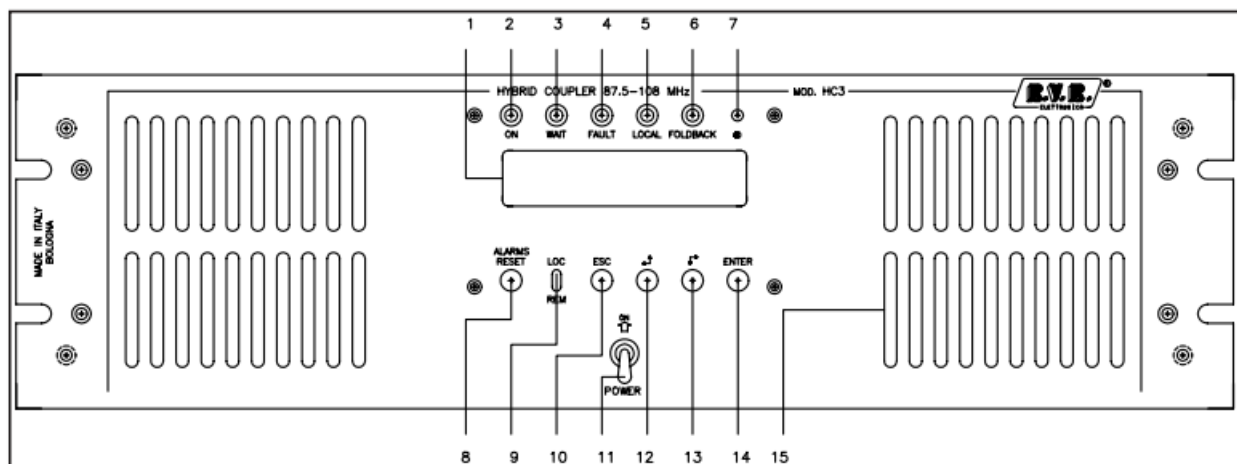 1 2 3 4 5 6 7
HYBRID COUPLER 87.5-108 MHz MOD. HC3
R.V.R. ®
elettronica
ON WAIT FAULT LOCAL FOLDBACK
MADE IN ITALY
BOLOGNA
ALARMS
RESET LOC ESC ENTER
REM
ON
POWER
8 9 10 11 12 13 14 15